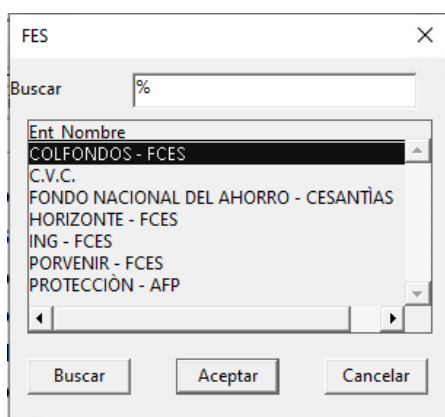 FES
Buscar %
Ent_Nombre
COLFONDOS - FCES
C.V.C.
FONDO NACIONAL DEL AHORRO - CESANTÌAS
HORIZONTE - FCES
ING - FCES
PORVENIR - FCES
PROTECCIÒN - AFP
Buscar Aceptar Cancelar